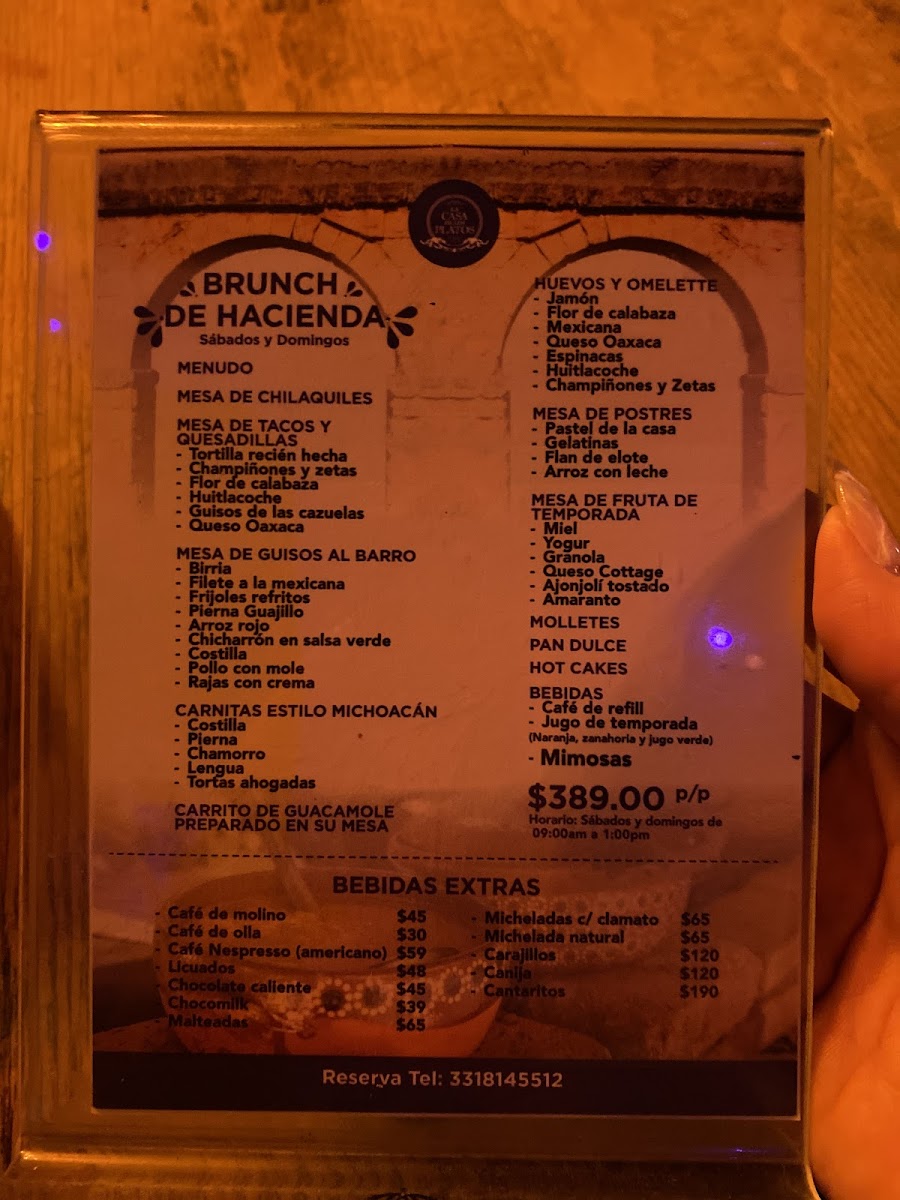 CASA
PLATOS
BRUNCH
DE HACIENDA
Sábados y Domingos
MENUDO
MESA DE CHILAQUILES
MESA DE TACOS Y
QUESADILLAS
- Tortilla recién hecha
- Champiñones y zetas
- Flor de calabaza
- Huitlacoche
- Guisos de las cazuelas
- Queso Oaxaca
MESA DE GUISOS AL BARRO
- Birria
- Filete a la mexicana
- Frijoles refritos
- Pierna Guajillo
- Arroz rojo
- Chicharrón en salsa verde
- Costilla
- Pollo con mole
- Rajas con crema
CARNITAS ESTILO MICHOACÁN
- Costilla
- Pierna
- Chamorro
- Lengua
- Tortas ahogadas
CARRITO DE GUACAMOLE
PREPARADO EN SU MESA
HUEVOS Y OMELETTE
- Jamón
- Flor de calabaza
- Mexicana
- Queso Oaxaca
- Espinacas
- Huitlacoche
- Champiñones y Zetas
MESA DE POSTRES
- Pastel de la casa
- Gelatinas
- Flan de elote
- Arroz con leche
MESA DE FRUTA DE
TEMPORADA
- Miel
- Yogur
- Granola
- Queso Cottage
- Ajonjolí tostado
- Amaranto
MOLLETES
PAN DULCE
HOT CAKES
BEBIDAS
- Café de refill
- Jugo de temporada
(Naranja, zanahoria y jugo verde)
- Mimosas
$389.00 p/p
Horario: Sábados y domingos de
09:00am a 1:00pm
BEBIDAS EXTRAS
- Café de molino $45
- Café de olla $30
- Café Nespresso (americano) $59
- Licuados $48
- Chocolate caliente $45
- Chocomilk $39
- Malteadas $65
- Micheladas c/ clamato $65
- Michelada natural $65
- Carajillos $120
- Canija $120
- Cantaritos $190
Reserva Tel: 3318145512